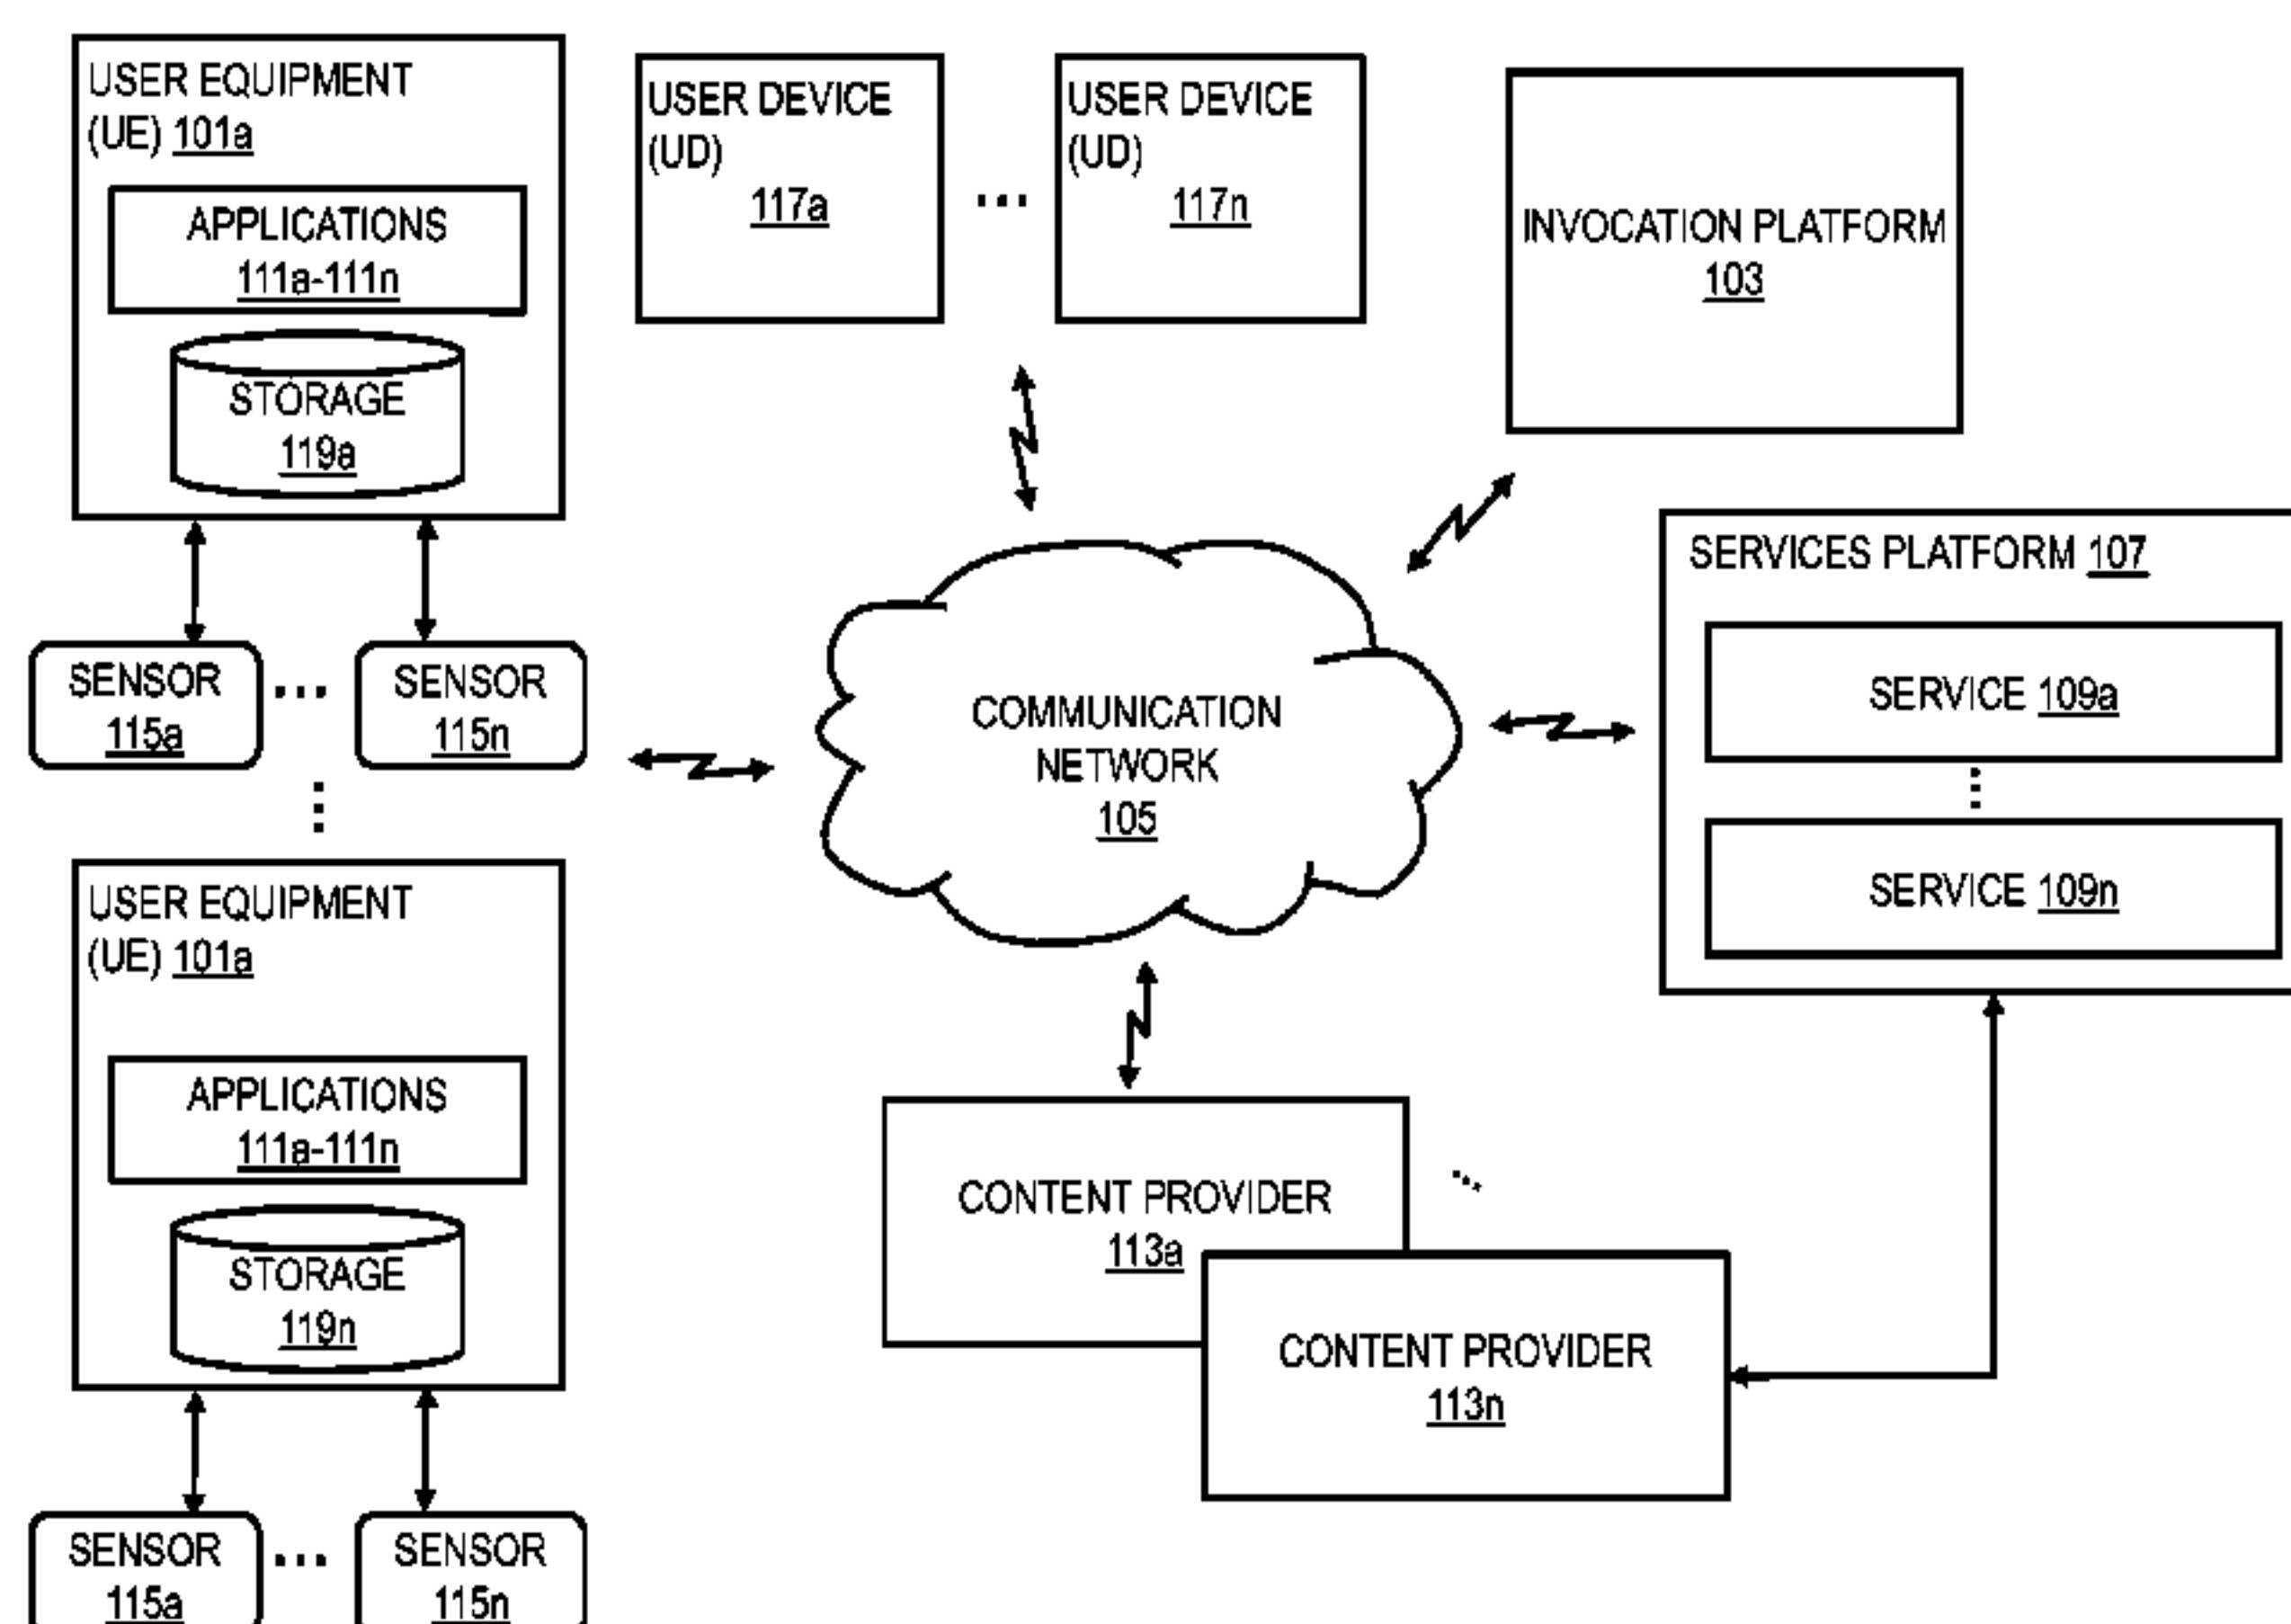 USER EQUIPMENT
(UE) 101a
APPLICATIONS
111a-111n
STORAGE
119a
SENSOR
115a
...
SENSOR
115n
USER EQUIPMENT
(UE) 101a
APPLICATIONS
111a-111n
STORAGE
119n
SENSOR
115a
...
SENSOR
115n
USER DEVICE
(UD)
117a
...
USER DEVICE
(UD)
117n
INVOCATION PLATFORM
103
COMMUNICATION
NETWORK
105
SERVICES PLATFORM 107
SERVICE 109a
SERVICE 109n
CONTENT PROVIDER
113a
CONTENT PROVIDER
113n